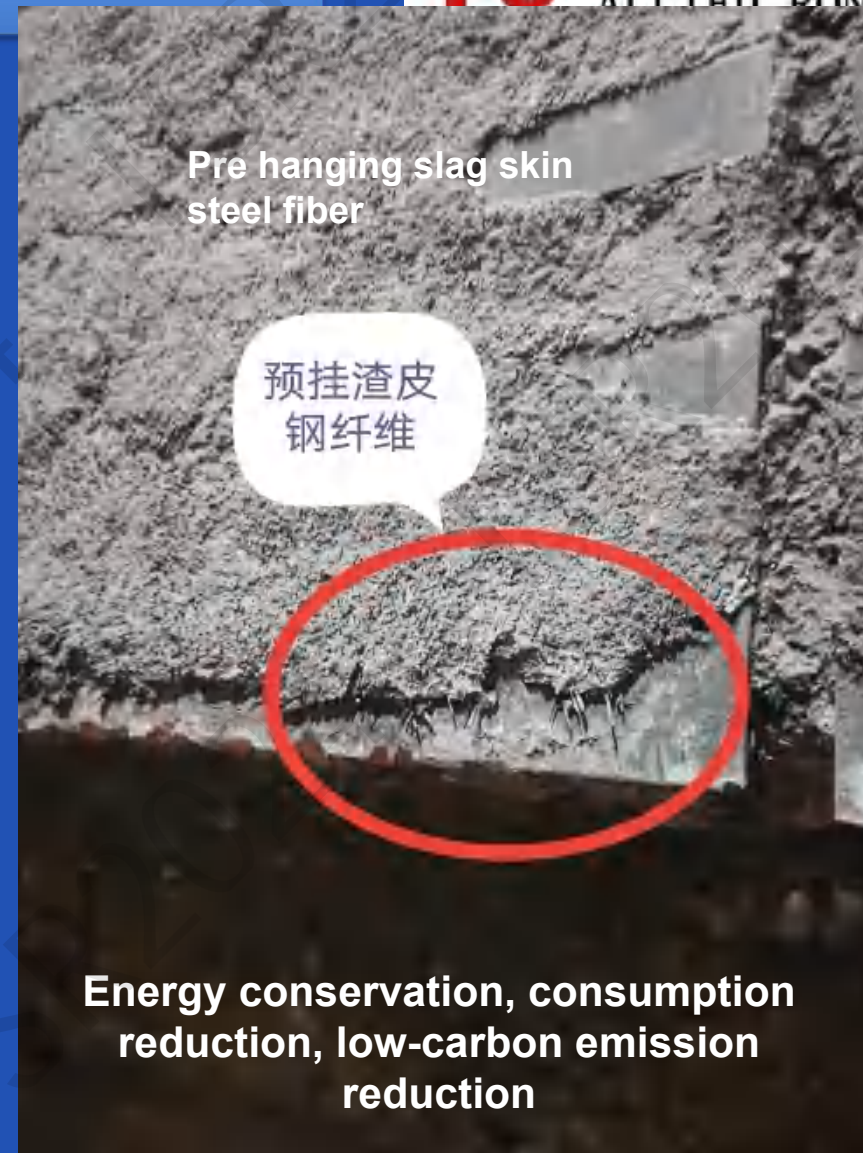 Pre hanging slag skin
steel fiber
预挂渣皮
钢纤维
Energy conservation, consumption
reduction, low-carbon emission
reduction